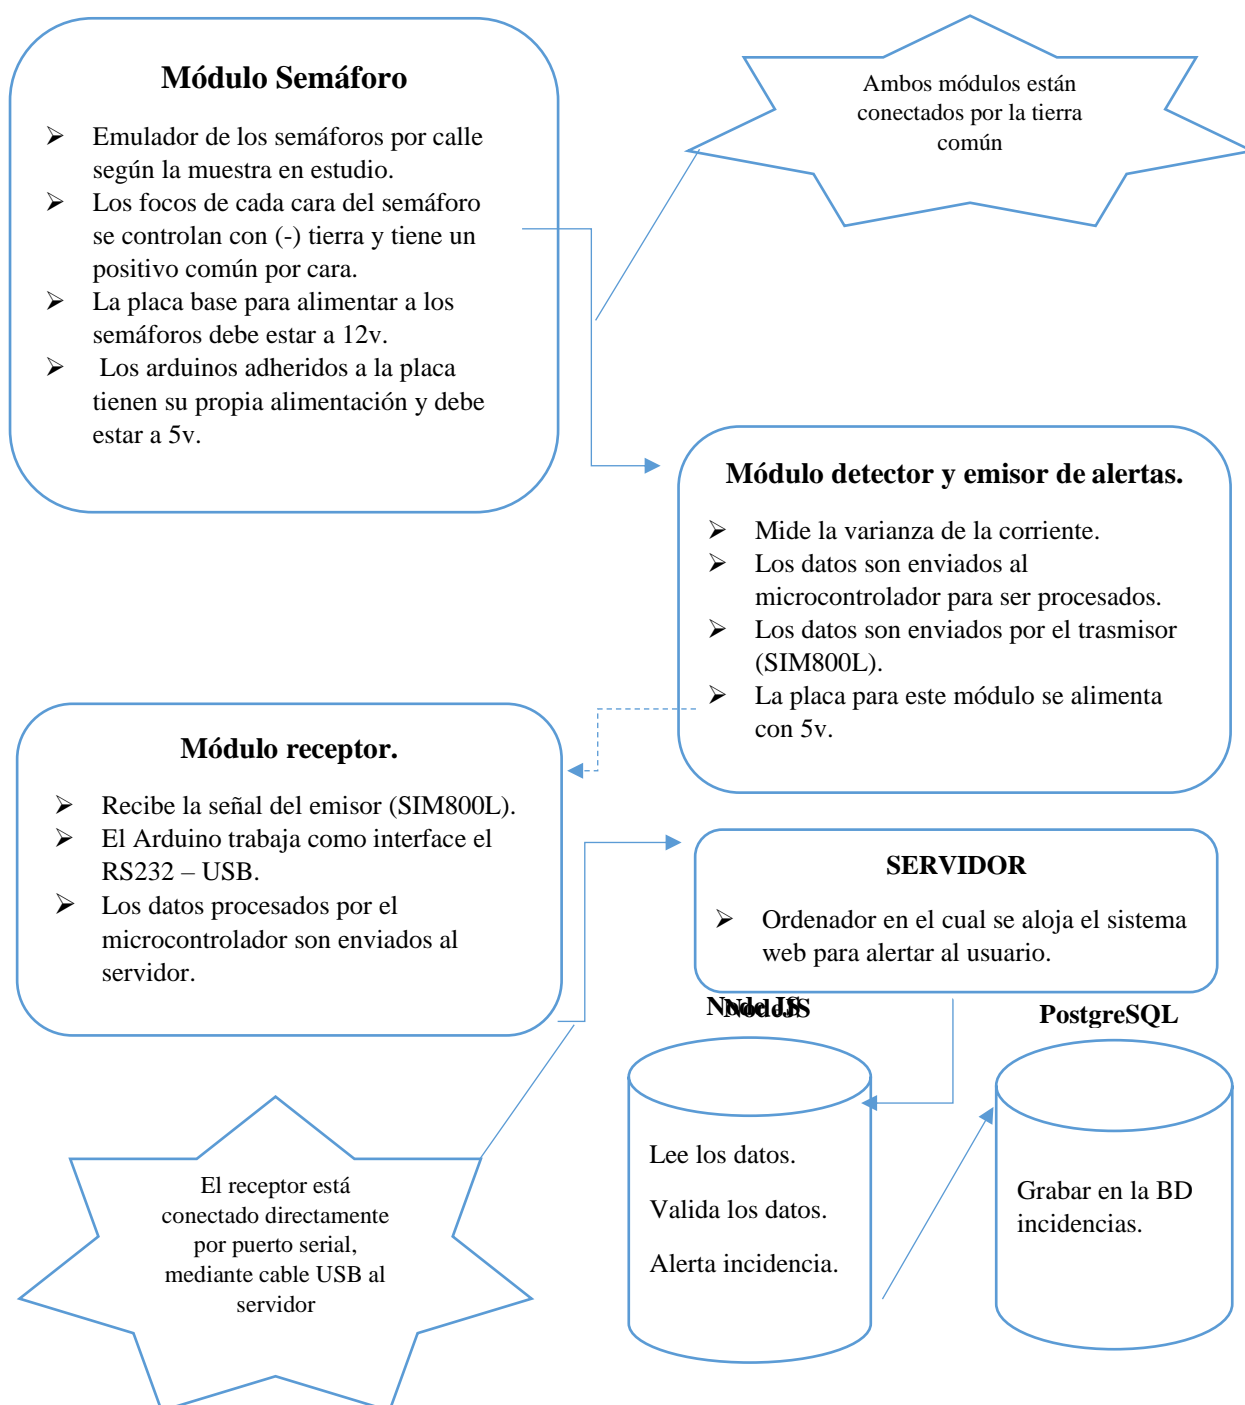 Módulo Semáforo
➢ Emulador de los semáforos por calle
según la muestra en estudio.
➢ Los focos de cada cara del semáforo
se controlan con (-) tierra y tiene un
positivo común por cara.
➢ La placa base para alimentar a los
semáforos debe estar a 12v.
➢ Los arduinos adheridos a la placa
tienen su propia alimentación y debe
estar a 5v.
Ambos módulos están
conectados por la tierra
común
Módulo detector y emisor de alertas.
➢ Mide la varianza de la corriente.
➢ Los datos son enviados al
microcontrolador para ser procesados.
➢ Los datos son enviados por el trasmisor
(SIM800L).
➢ La placa para este módulo se alimenta
con 5v.
Módulo receptor.
➢ Recibe la señal del emisor (SIM800L).
➢ El Arduino trabaja como interface el
RS232 – USB.
➢ Los datos procesados por el
microcontrolador son enviados al
servidor.
SERVIDOR
➢ Ordenador en el cual se aloja el sistema
web para alertar al usuario.
Node JS
NodeJS
PostgreSQL
Lee los datos.
Valida los datos.
Alerta incidencia.
Grabar en la BD
incidencias.
El receptor está
conectado directamente
por puerto serial,
mediante cable USB al
servidor